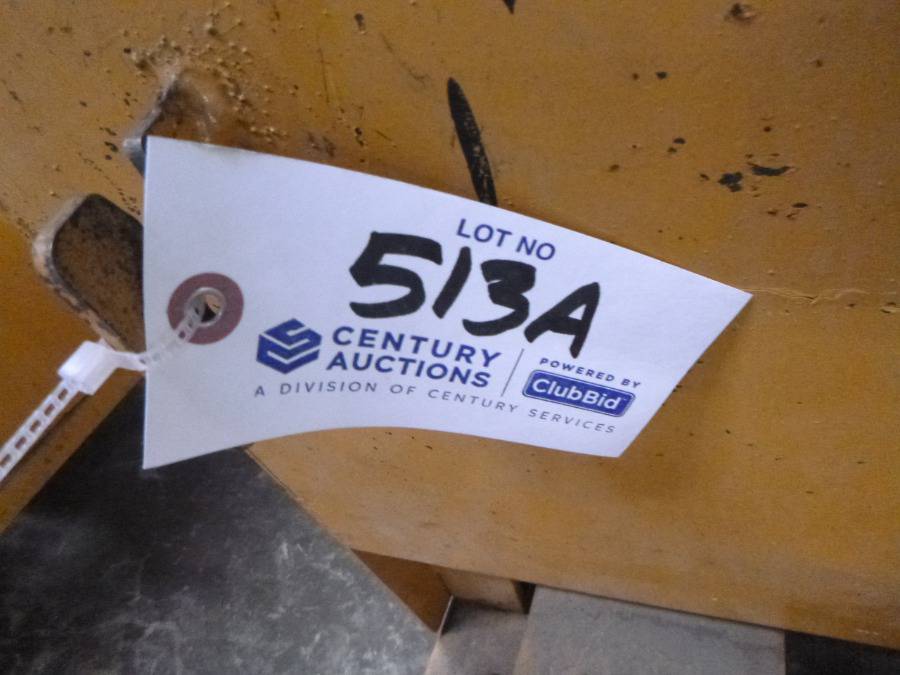 LOT NO
513A
CENTURY
AUCTIONS
A DIVISION OF CENTURY SERVICES
POWERED BY
ClubBid